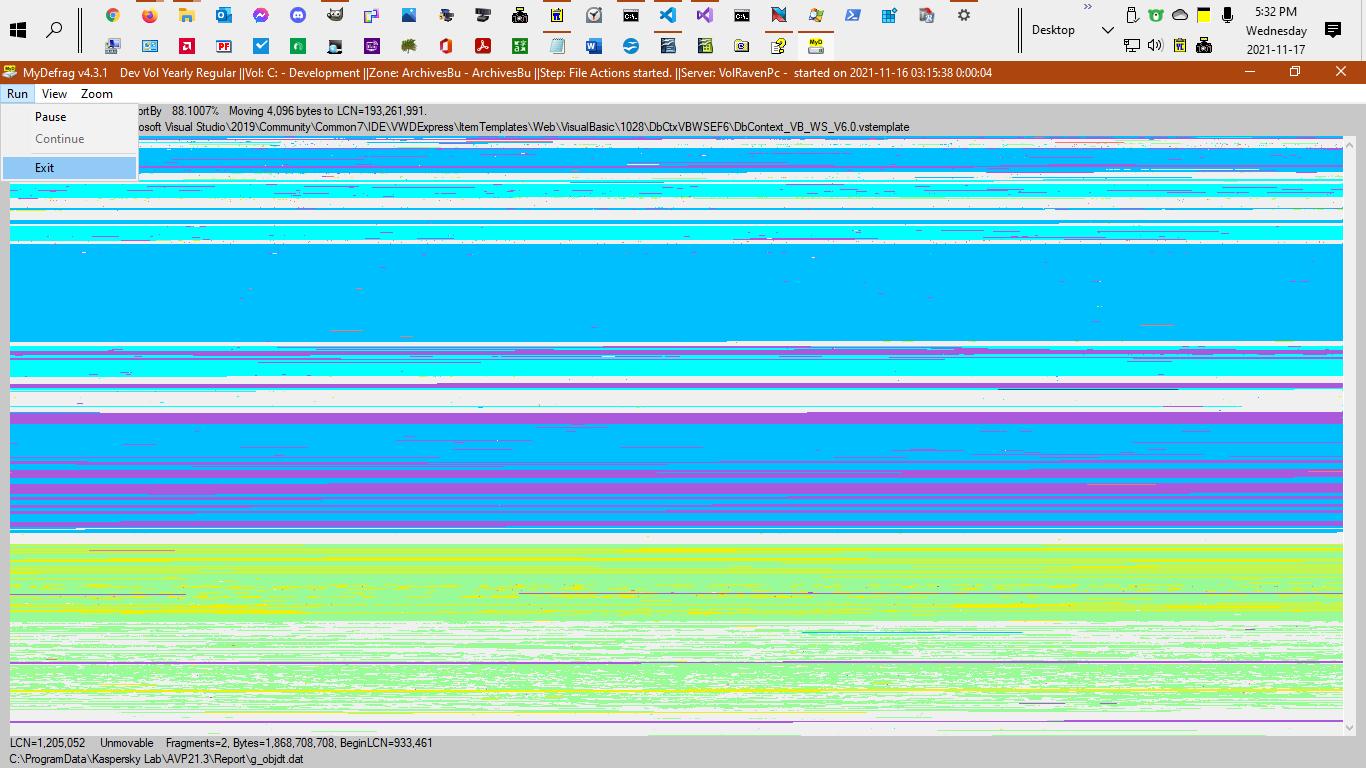 5:32 PM
Desktop
Wednesday
2021-11-17
MyDefrag v4.3.1 Dev Vol Yearly Regular ||Vol: C: - Development ||Zone: ArchivesBu - ArchivesBu ||Step: File Actions started. ||Server: VolRavenPc - started on 2021-11-16 03:15:38 0:00:04
Run View Zoom
Pause
Continue
Exit
ortBy 88.1007% Moving 4,096 bytes to LCN=193,261,991.
osoft Visual Studio\2019\Community\Common7\IDE\VWDExpress\ItemTemplates\Web\VisualBasic\1028\DbCtxVBWSEF6\DbContext_VB_WS_V6.0.vstemplate
LCN=1,205,052 Unmovable Fragments=2, Bytes=1,868,708,708, BeginLCN=933,461
C:\ProgramData\Kaspersky Lab\AVP21.3\Report\g_objdt.dat